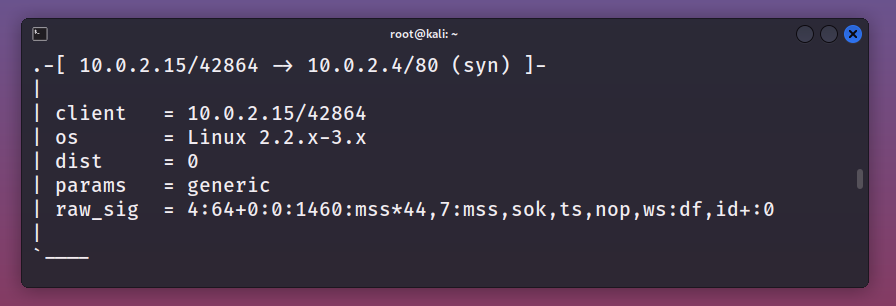 root@kali: ~
.-[ 10.0.2.15/42864 → 10.0.2.4/80 (syn) ]-
|
| client   = 10.0.2.15/42864
| os       = Linux 2.2.x-3.x
| dist     = 0
| params   = generic
| raw_sig  = 4:64+0:0:1460:mss*44,7:mss,sok,ts,nop,ws:df,id+:0
|
`____